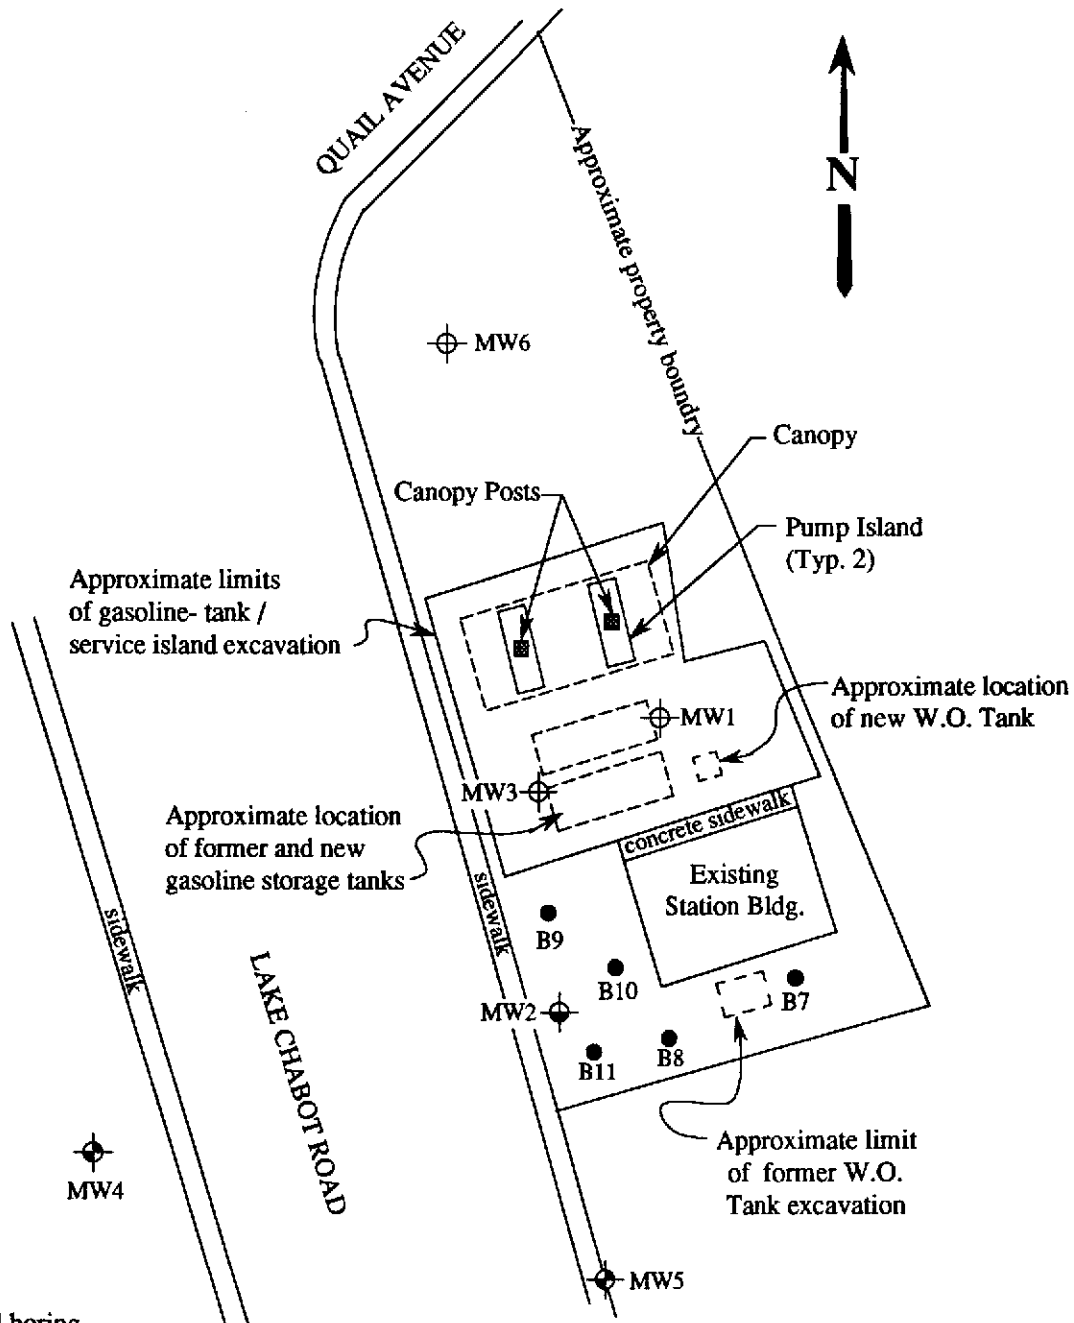 QUAIL AVENUE
Approximate property boundry
N
MW6
Canopy
Canopy Posts
Pump Island
(Typ. 2)
Approximate limits
of gasoline- tank /
service island excavation
Approximate location
of new W.O. Tank
MW1
MW3
Approximate location
of former and new
gasoline storage tanks
concrete sidewalk
Existing
Station Bldg.
sidewalk
sidewalk
LAKE CHABOT ROAD
B9
B10
B7
MW2
B11
B8
Approximate limit
of former W.O.
Tank excavation
MW4
MW5
boring